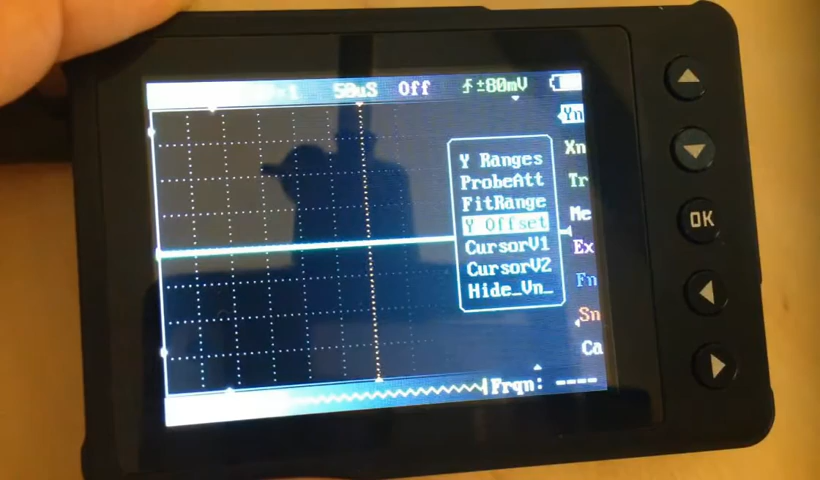 50uS Off ±80mV
Yn
Xn
Tr
Me
Ex
Fn
Sn
Ca
Y Ranges
ProbeAtt
FitRange
Y Offset
CursorV1
CursorV2
Hide_Vn_
Frqn: ----
OK